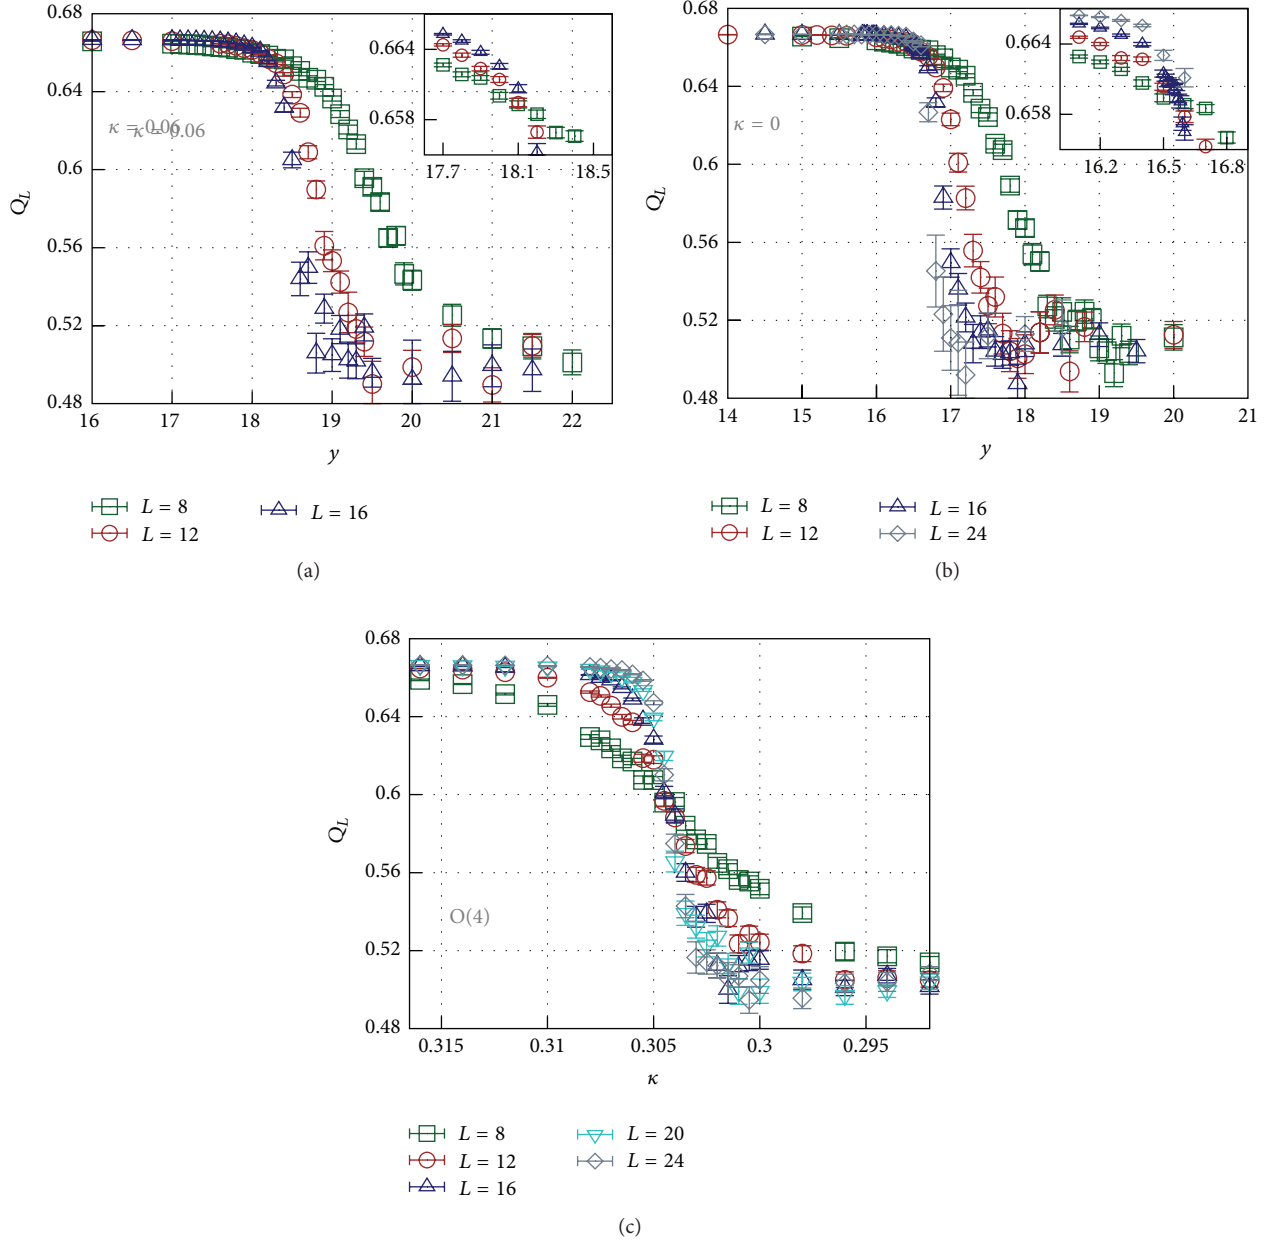 0.68
0.64
0.6
0.56
0.52
0.48
Q_L
16 17 18 19 20 21 22
y
κ = 0.06
κ = 0.06
0.664
0.658
17.7 18.1 18.5
L = 8
L = 12
L = 16
(a)
0.68
0.64
0.6
0.56
0.52
0.48
Q_L
14 15 16 17 18 19 20 21
y
κ = 0
0.664
0.658
16.2 16.5 16.8
L = 8
L = 12
L = 16
L = 24
(b)
0.68
0.64
0.6
0.56
0.52
0.48
Q_L
O(4)
0.315 0.31 0.305 0.3 0.295
κ
L = 8
L = 12
L = 16
L = 20
L = 24
(c)